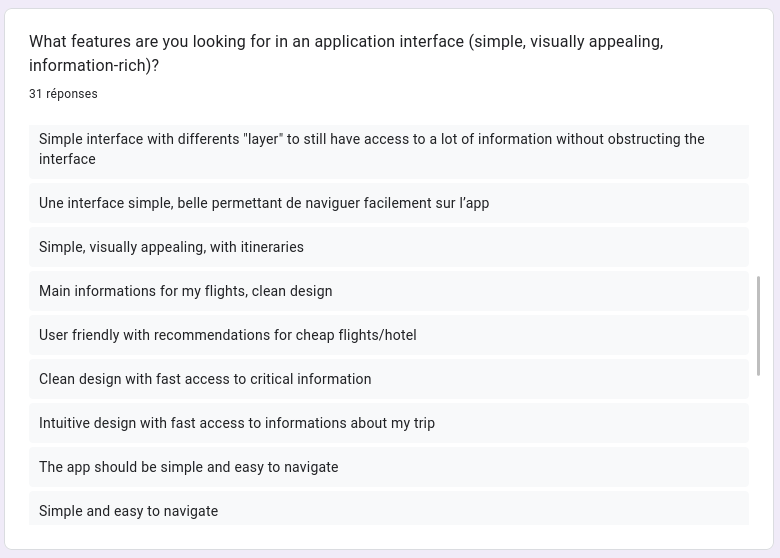 What features are you looking for in an application interface (simple, visually appealing,
information-rich)?
31 réponses
Simple interface with differents "layer" to still have access to a lot of information without obstructing the
interface
Une interface simple, belle permettant de naviguer facilement sur l’app
Simple, visually appealing, with itineraries
Main informations for my flights, clean design
User friendly with recommendations for cheap flights/hotel
Clean design with fast access to critical information
Intuitive design with fast access to informations about my trip
The app should be simple and easy to navigate
Simple and easy to navigate